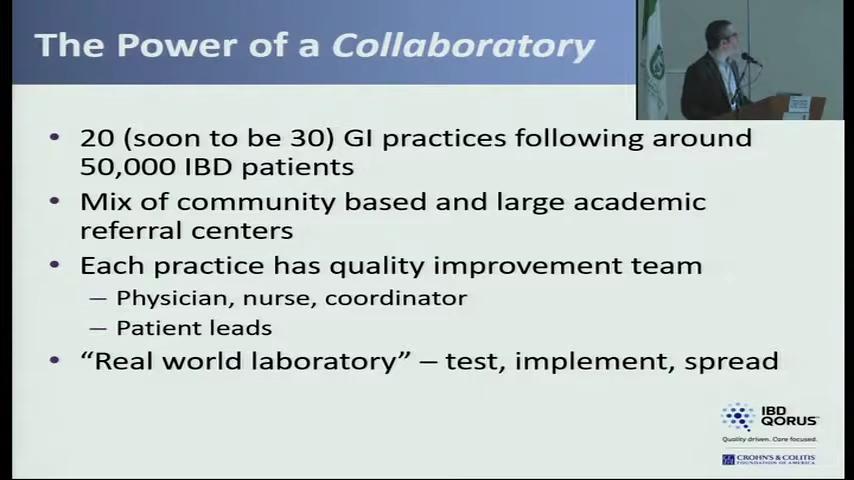 The Power of a Collaboratory
• 20 (soon to be 30) GI practices following around
50,000 IBD patients
• Mix of community based and large academic
referral centers
• Each practice has quality improvement team
– Physician, nurse, coordinator
– Patient leads
• “Real world laboratory” – test, implement, spread
IBD
QORUS™
Quality driven. Care focused.
CROHN'S & COLITIS
FOUNDATION OF AMERICA